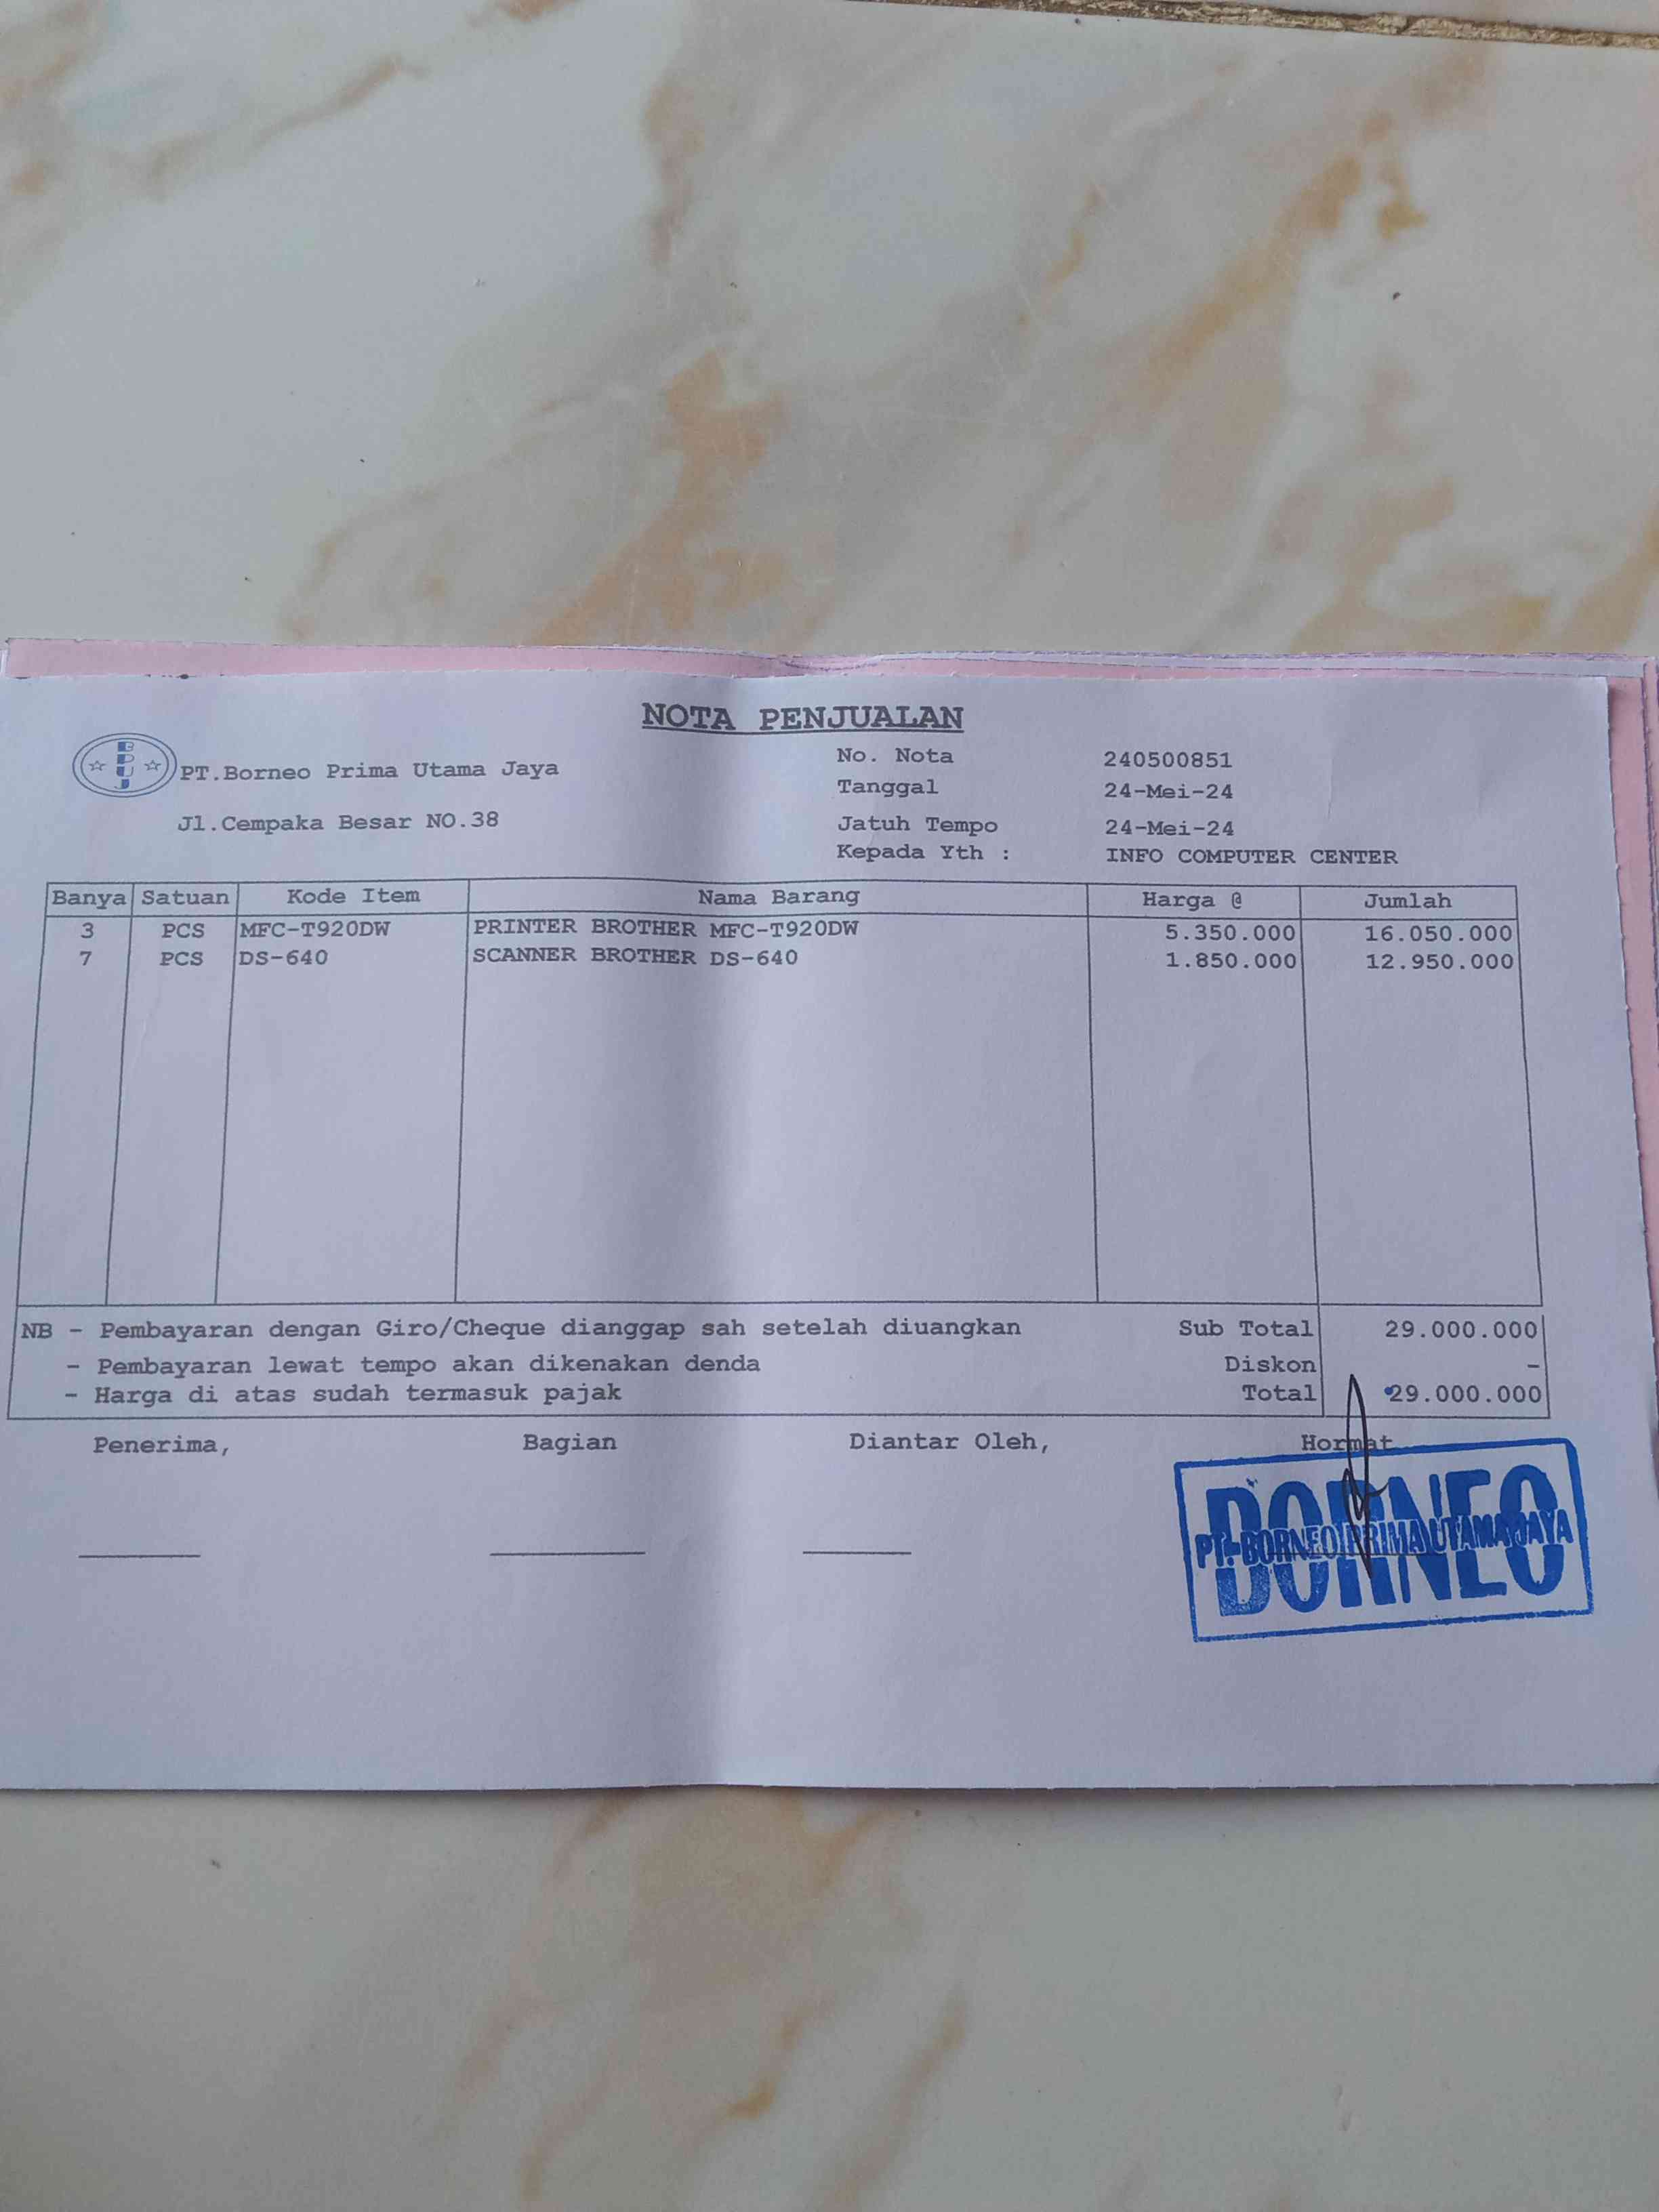 NOTA PENJUALAN
BPUJ
PT.Borneo Prima Utama Jaya
Jl.Cempaka Besar NO.38
No. Nota 240500851
Tanggal 24-Mei-24
Jatuh Tempo 24-Mei-24
Kepada Yth : INFO COMPUTER CENTER
Banya Satuan Kode Item Nama Barang Harga @ Jumlah
3 PCS MFC-T920DW PRINTER BROTHER MFC-T920DW 5.350.000 16.050.000
7 PCS DS-640 SCANNER BROTHER DS-640 1.850.000 12.950.000
NB - Pembayaran dengan Giro/Cheque dianggap sah setelah diuangkan Sub Total 29.000.000
- Pembayaran lewat tempo akan dikenakan denda Diskon -
- Harga di atas sudah termasuk pajak Total 29.000.000
Penerima, Bagian Diantar Oleh, Hormat
BORNEO
PT. BORNEO PRIMA UTAMA JAYA